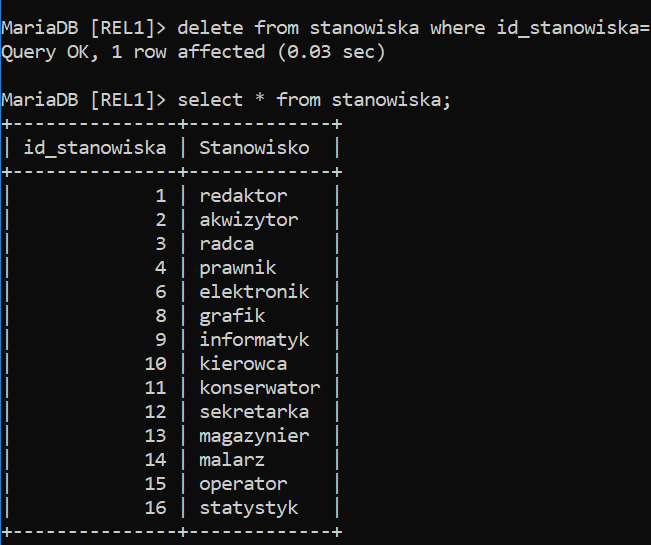 MariaDB [REL1]> delete from stanowiska where id_stanowiska=
Query OK, 1 row affected (0.03 sec)
MariaDB [REL1]> select * from stanowiska;
+---------------+-------------+
| id_stanowiska | Stanowisko  |
+---------------+-------------+
|             1 | redaktor    |
|             2 | akwizytor   |
|             3 | radca       |
|             4 | prawnik     |
|             6 | elektronik  |
|             8 | grafik      |
|             9 | informatyk  |
|            10 | kierowca    |
|            11 | konserwator |
|            12 | sekretarka  |
|            13 | magazynier  |
|            14 | malarz      |
|            15 | operator    |
|            16 | statystyk   |
+---------------+-------------+